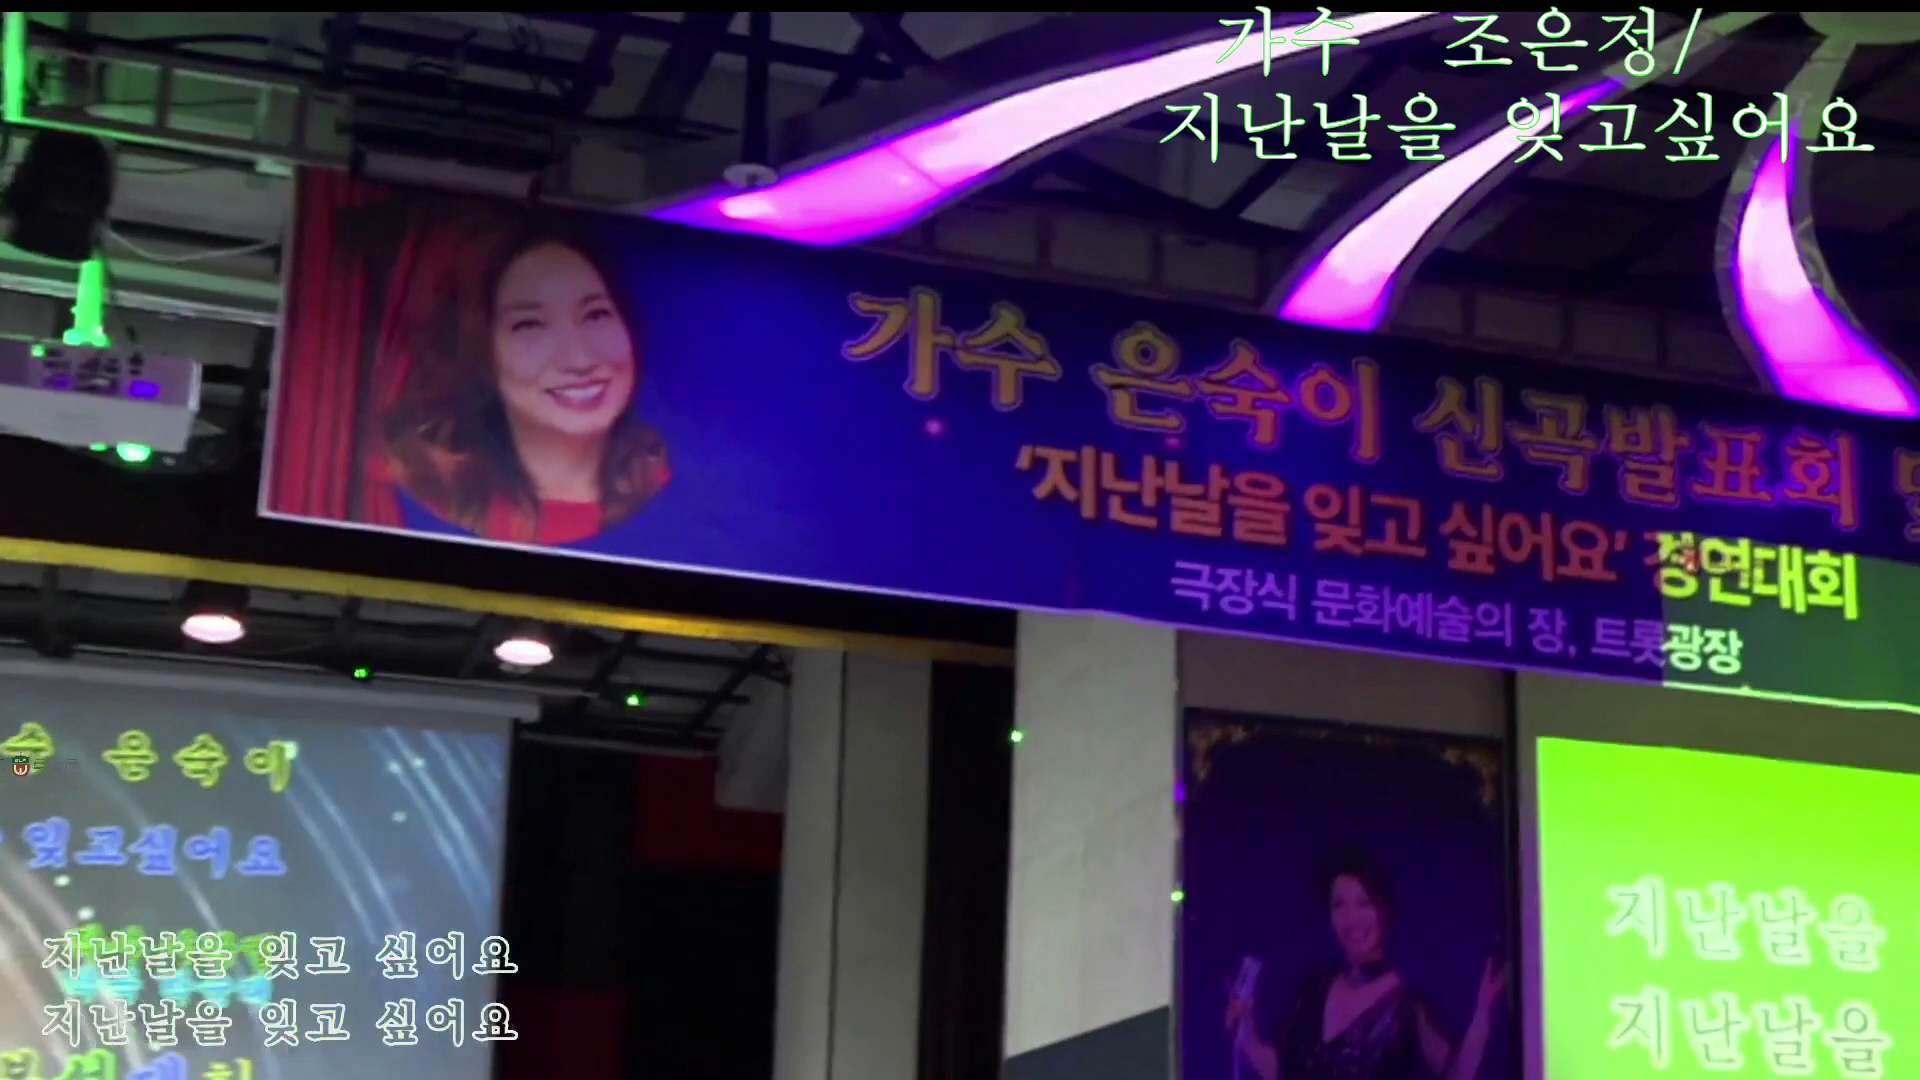 가수 조은정/
지난날을 잊고싶어요
가수 은숙이 신곡발표회 및
'지난날을 잊고 싶어요' 경연대회
극장식 문화예술의 장, 트롯광장
은숙이
잊고싶어요
지난날을 잊고 싶어요
지난날을 잊고 싶어요
지난날을
지난날을